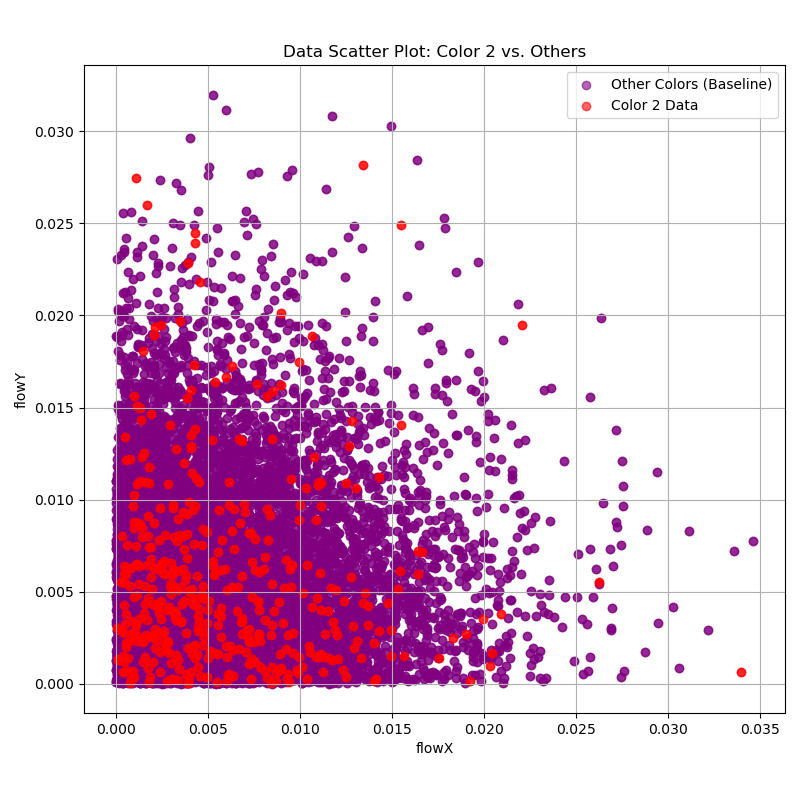 Data Scatter Plot: Color 2 vs. Others
Other Colors (Baseline)
Color 2 Data
flowY
0.030
0.025
0.020
0.015
0.010
0.005
0.000
0.000 0.005 0.010 0.015 0.020 0.025 0.030 0.035
flowX